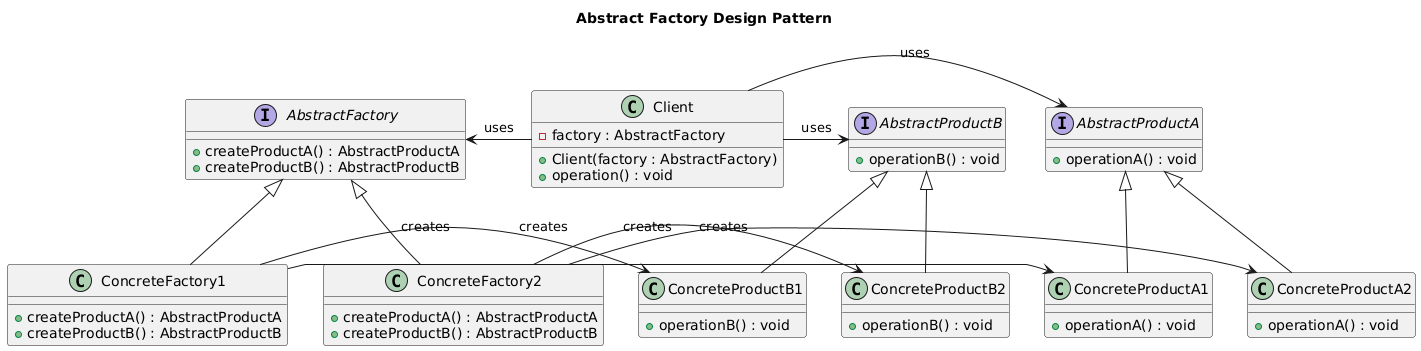 Abstract Factory Design Pattern
uses
I AbstractFactory
createProductA() : AbstractProductA
createProductB() : AbstractProductB
uses
C Client
factory : AbstractFactory
Client(factory : AbstractFactory)
operation() : void
uses
I AbstractProductB
operationB() : void
I AbstractProductA
operationA() : void
creates
creates
creates
creates
C ConcreteFactory1
createProductA() : AbstractProductA
createProductB() : AbstractProductB
C ConcreteFactory2
createProductA() : AbstractProductA
createProductB() : AbstractProductB
C ConcreteProductB1
operationB() : void
C ConcreteProductB2
operationB() : void
C ConcreteProductA1
operationA() : void
C ConcreteProductA2
operationA() : void